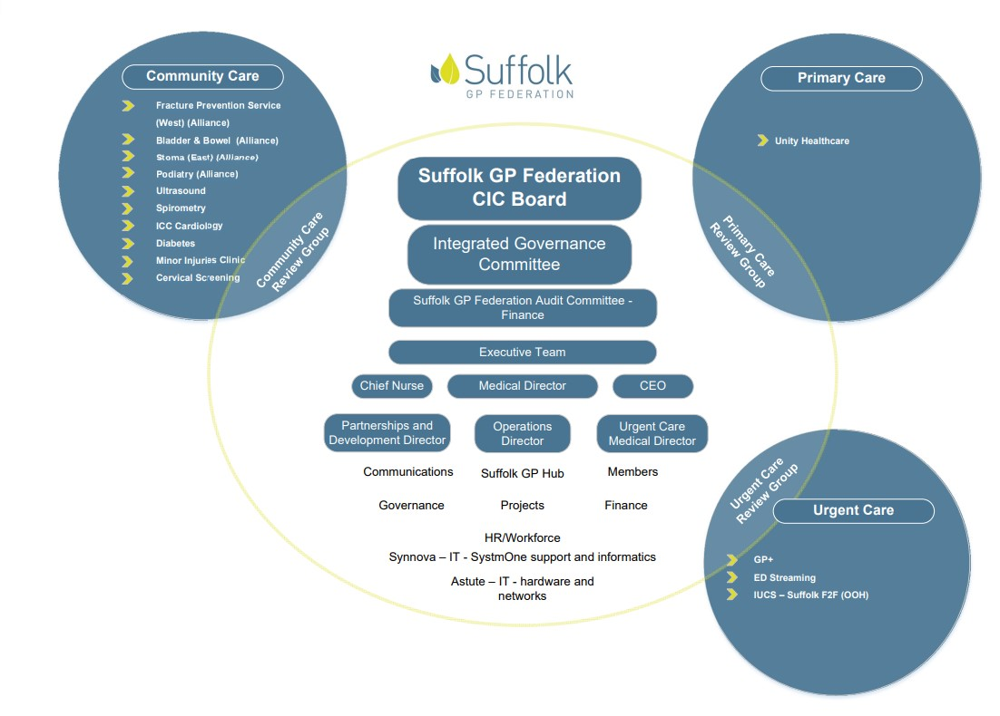 Suffolk
GP FEDERATION
Community Care
Fracture Prevention Service
(West) (Alliance)
Bladder & Bowel (Alliance)
Stoma (East) (Alliance)
Podiatry (Alliance)
Ultrasound
Spirometry
ICC Cardiology
Diabetes
Minor Injuries Clinic
Cervical Screening
Community Care
Review Group
Suffolk GP Federation
CIC Board
Integrated Governance
Committee
Suffolk GP Federation Audit Committee -
Finance
Executive Team
Chief Nurse
Medical Director
CEO
Partnerships and
Development Director
Operations
Director
Urgent Care
Medical Director
Communications
Suffolk GP Hub
Members
Governance
Projects
Finance
HR/Workforce
Synnova – IT - SystmOne support and informatics
Astute – IT - hardware and
networks
Primary Care
Unity Healthcare
Primary Care
Review Group
Urgent Care
Review Group
Urgent Care
GP+
ED Streaming
IUCS – Suffolk F2F (OOH)